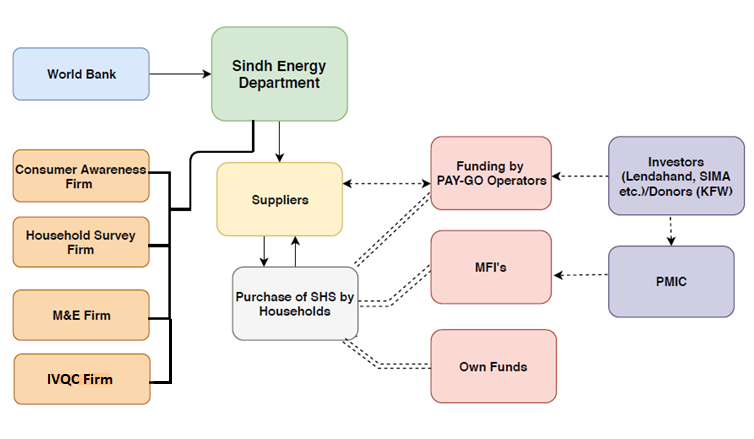 World Bank
Sindh Energy
Department
Consumer Awareness
Firm
Household Survey
Firm
M&E Firm
IVQC Firm
Suppliers
Purchase of SHS by
Households
Funding by
PAY-GO Operators
MFI's
Own Funds
Investors
(Lendahand, SIMA
etc.)/Donors (KFW)
PMIC